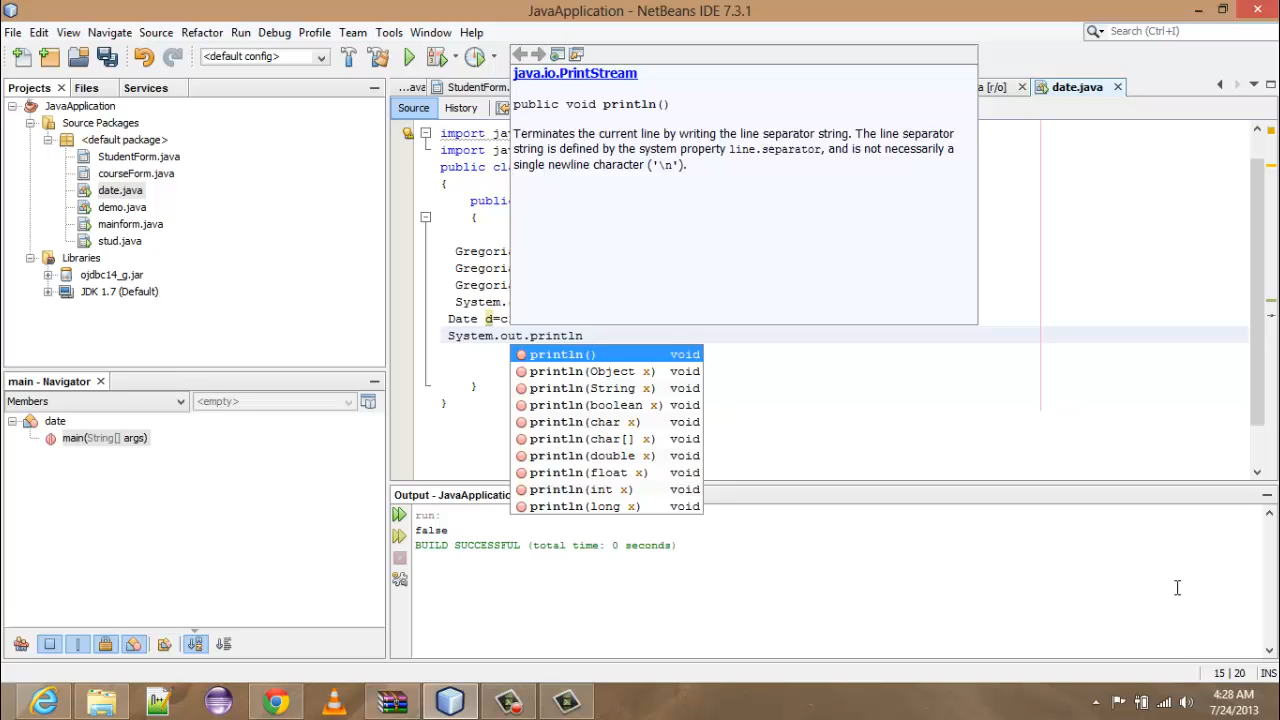 JavaApplication - NetBeans IDE 7.3.1
File Edit View Navigate Source Refactor Run Debug Profile Team Tools Window Help
Search (Ctrl+I)
<default config>
Projects Files Services
...ava StudentForm. a [r/o] date.java
Source History
JavaApplication
Source Packages
<default package>
StudentForm.java
courseForm.java
date.java
demo.java
mainform.java
stud.java
Libraries
ojdbc14_g.jar
JDK 1.7 (Default)
main - Navigator
Members <empty>
date
main(String[] args)
import ja
import ja
public cla
{
public
{
Gregoria
Gregoria
Gregoria
System.o
Date d=c
System.out.println
}
}
java.io.PrintStream
public void println()
Terminates the current line by writing the line separator string. The line separator
string is defined by the system property line.separator, and is not necessarily a
single newline character ('\n').
println() void
println(Object x) void
println(String x) void
println(boolean x) void
println(char x) void
println(char[] x) void
println(double x) void
println(float x) void
println(int x) void
println(long x) void
Output - JavaApplicatio
run:
false
BUILD SUCCESSFUL (total time: 0 seconds)
15 | 20 INS
4:28 AM
7/24/2013